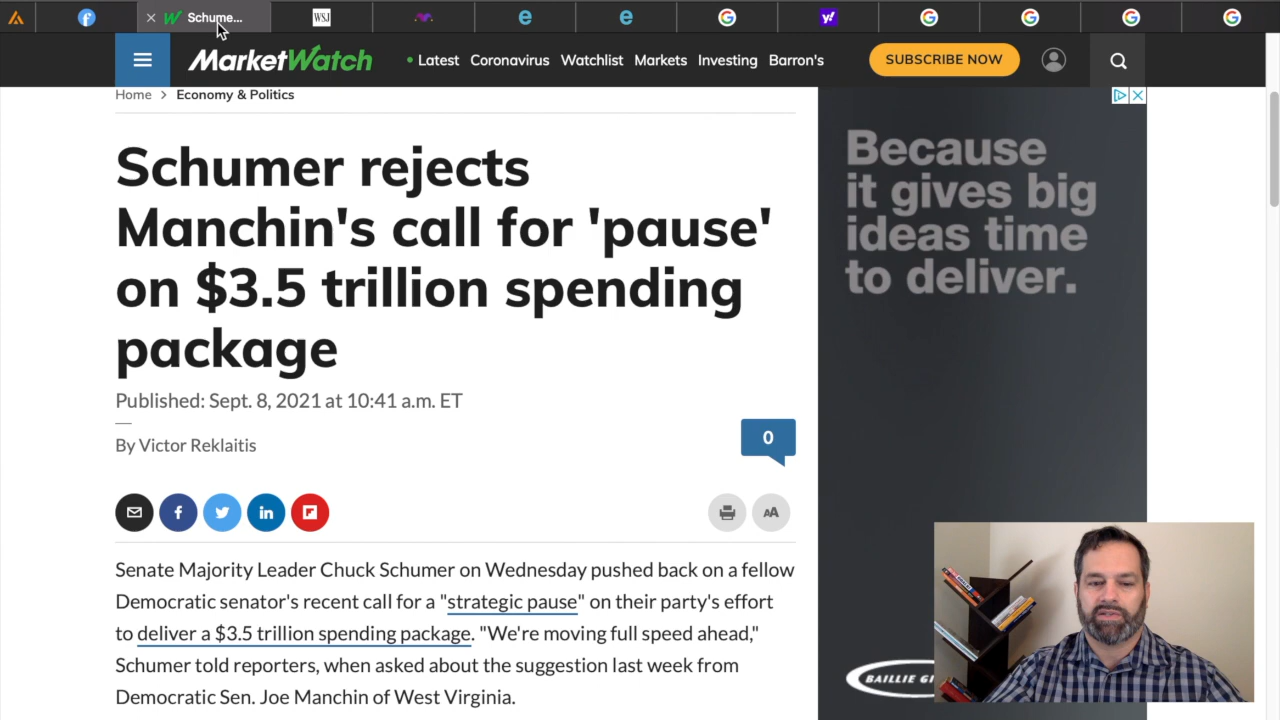 Schume...
WSJ
y!
MarketWatch
Latest
Coronavirus
Watchlist
Markets
Investing
Barron's
SUBSCRIBE NOW
Home > Economy & Politics
Schumer rejects
Manchin's call for 'pause'
on $3.5 trillion spending
package
Published: Sept. 8, 2021 at 10:41 a.m. ET
By Victor Reklaitis
0
AA
Senate Majority Leader Chuck Schumer on Wednesday pushed back on a fellow
Democratic senator's recent call for a "strategic pause" on their party's effort
to deliver a $3.5 trillion spending package. "We're moving full speed ahead,"
Schumer told reporters, when asked about the suggestion last week from
Democratic Sen. Joe Manchin of West Virginia.
Because
it gives big
ideas time
to deliver.
BAILLIE